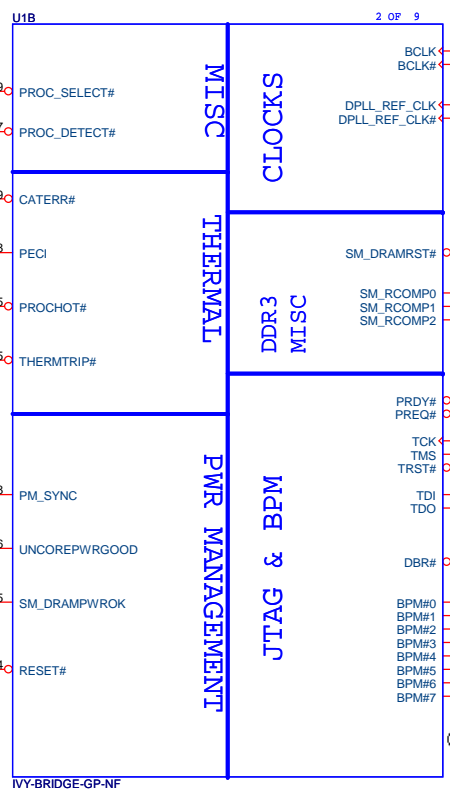 U1B
2 OF 9
MISC
PROC_SELECT#
PROC_DETECT#
THERMAL
CATERR#
PECI
PROCHOT#
THERMTRIP#
PWR MANAGEMENT
PM_SYNC
UNCOREPWRGOOD
SM_DRAMPWROK
RESET#
CLOCKS
BCLK
BCLK#
DPLL_REF_CLK
DPLL_REF_CLK#
DDR3
MISC
SM_DRAMRST#
SM_RCOMP0
SM_RCOMP1
SM_RCOMP2
JTAG & BPM
PRDY#
PREQ#
TCK
TMS
TRST#
TDI
TDO
DBR#
BPM#0
BPM#1
BPM#2
BPM#3
BPM#4
BPM#5
BPM#6
BPM#7
IVY-BRIDGE-GP-NF